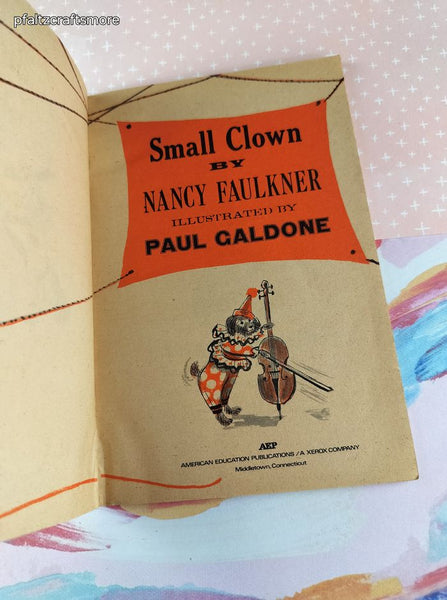 pfaltzcraftsmore
Small Clown
BY
NANCY FAULKNER
ILLUSTRATED BY
PAUL GALDONE
AEP
AMERICAN EDUCATION PUBLICATIONS / A XEROX COMPANY
Middletown, Connecticut